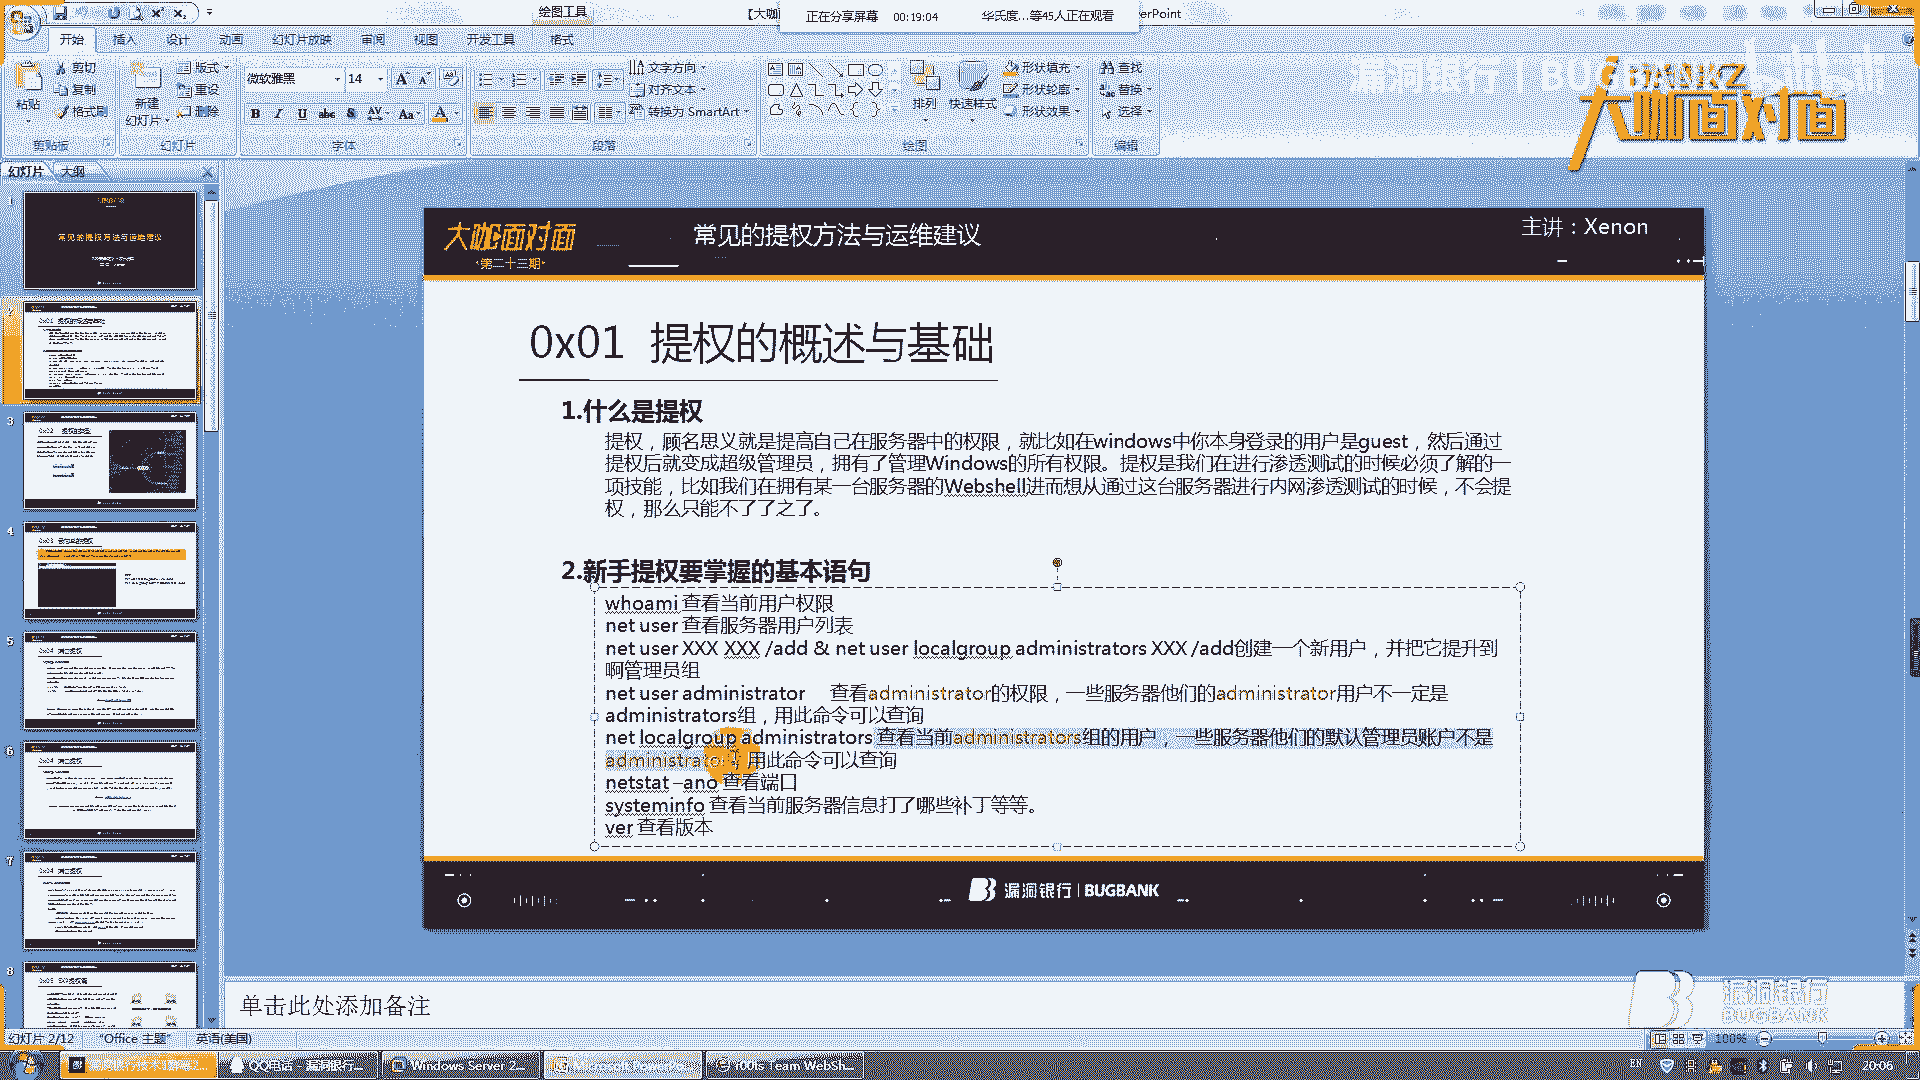 绘图工具
【大咖
正在分享屏幕 00:19:04 华氏度...等45人正在观看
erPoint
开始 插入 设计 动画 幻灯片放映 审阅 视图 开发工具 格式
剪切
复制
格式刷
粘贴
剪贴板
新建
幻灯片
版式
重设
删除
幻灯片
微软雅黑 14
字体
文字方向
对齐文本
转换为 SmartArt
段落
排列
快速样式
形状填充
形状轮廓
形状效果
绘图
查找
替换
选择
编辑
漏洞银行 | BUGBANK
bilibili
大咖面对面
幻灯片 大纲
大咖面对面
第二十三期
常见的提权方法与运维建议
主讲：Xenon
0x01 提权的概述与基础
1.什么是提权
提权，顾名思义就是提高自己在服务器中的权限，就比如在windows中你本身登录的用户是guest，然后通过
提权后就变成超级管理员，拥有了管理Windows的所有权限。提权是我们在进行渗透测试的时候必须了解的一
项技能，比如我们在拥有某一台服务器的Webshell进而想从通过这台服务器进行内网渗透测试的时候，不会提
权，那么只能不了了之了。
2.新手提权要掌握的基本语句
whoami 查看当前用户权限
net user 查看服务器用户列表
net user XXX XXX /add & net user localgroup administrators XXX /add创建一个新用户，并把它提升到
啊管理员组
net user administrator 查看administrator的权限，一些服务器他们的administrator用户不一定是
administrators组，用此命令可以查询
net localgroup administrators 查看当前administrators组的用户，一些服务器他们的默认管理员账户不是
administrator，用此命令可以查询
netstat –ano 查看端口
systeminfo 查看当前服务器信息打了哪些补丁等等。
ver 查看版本
漏洞银行 | BUGBANK
单击此处添加备注
漏洞银行
BUGBANK
幻灯片 2/12 "Office 主题" 英语(美国)
100%
QQ电话 - 漏洞银行...
Windows Server 2...
f00ls Team WebSh...
EN
20:06